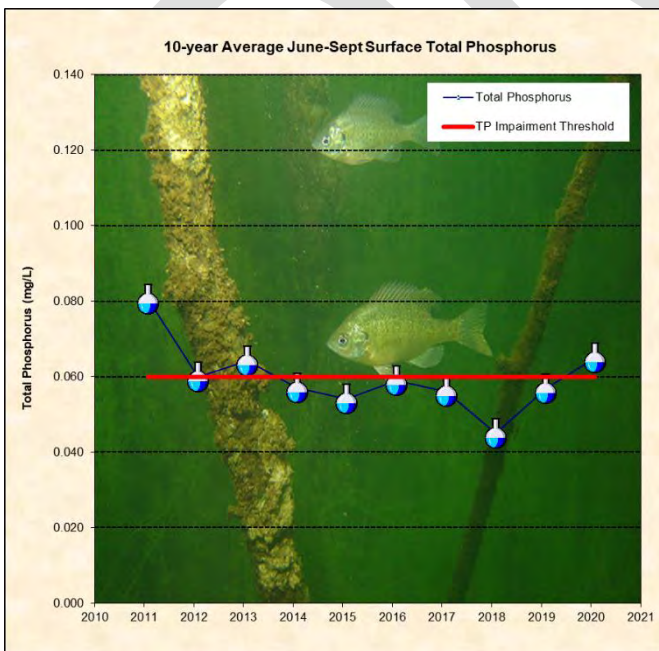 10-year Average June-Sept Surface Total Phosphorus
0.140
0.120
0.100
0.080
0.060
0.040
0.020
0.000
Total Phosphorus (mg/L)
Total Phosphorus
TP Impairment Threshold
2010 2011 2012 2013 2014 2015 2016 2017 2018 2019 2020 2021